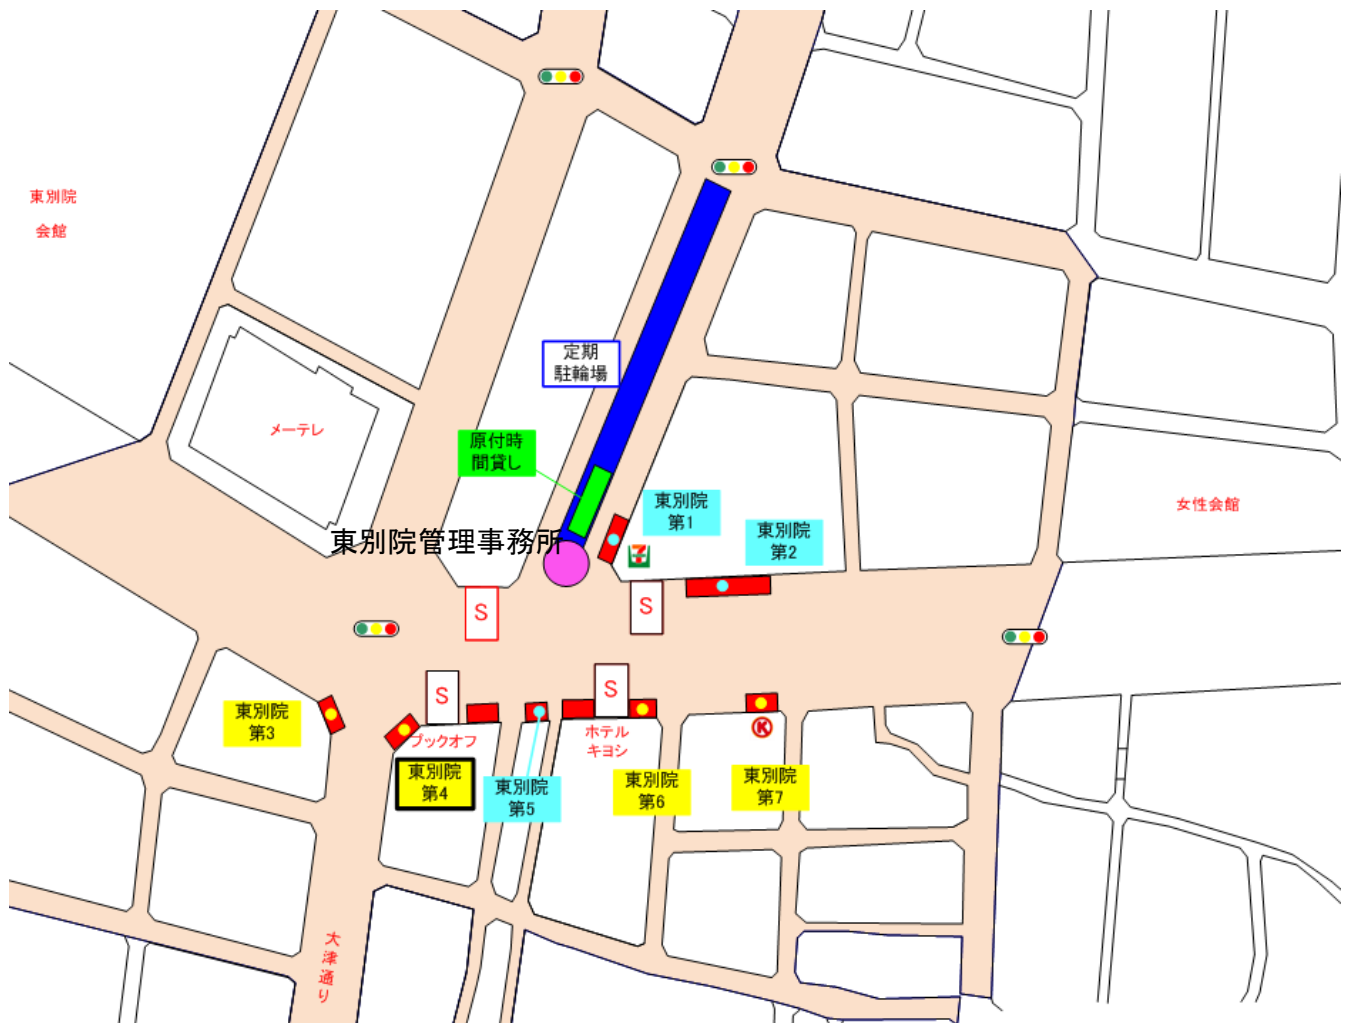 東別院
会館
定期
駐輪場
メーテレ
原付時
間貸し
東別院
第1
東別院
第2
女性会館
東別院管理事務所
7
S
S
S
S
東別院
第3
ブックオフ
ホテル
キヨシ
K
東別院
第4
東別院
第5
東別院
第6
東別院
第7
大津通り